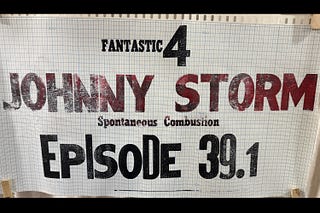 FANTASTIC 4
JOHNNY STORM
Spontaneous Combustion
EPISODE 39.1